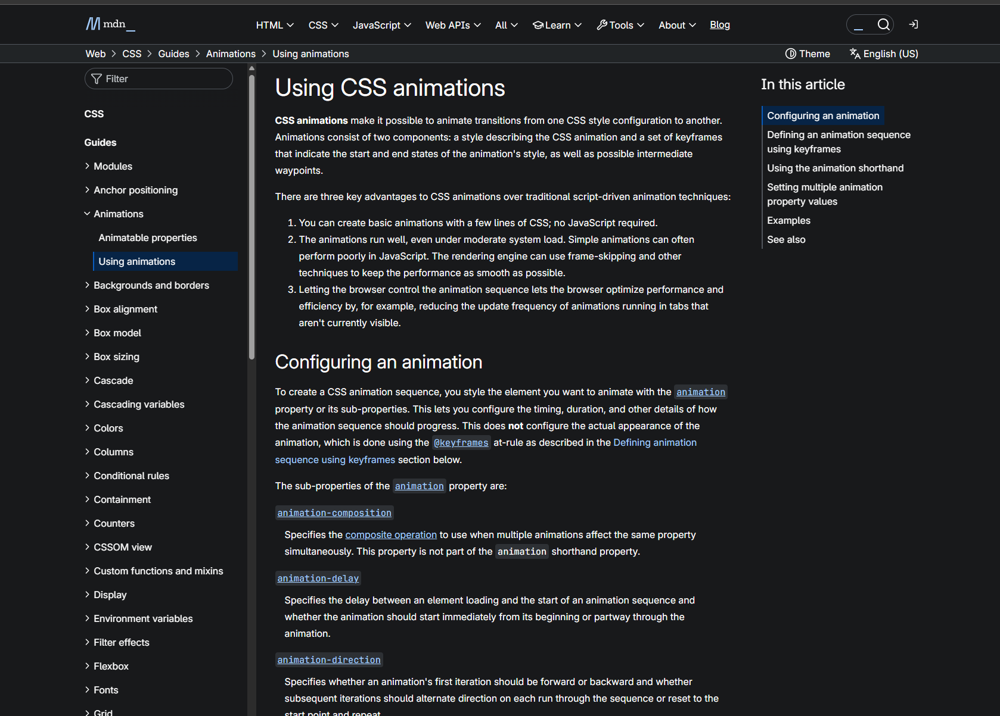 mdn_
HTML
CSS
JavaScript
Web APIs
All
Learn
Tools
About
Blog
_
Web > CSS > Guides > Animations > Using animations
Theme
English (US)
Filter
CSS
Guides
Modules
Anchor positioning
Animations
Animatable properties
Using animations
Backgrounds and borders
Box alignment
Box model
Box sizing
Cascade
Cascading variables
Colors
Columns
Conditional rules
Containment
Counters
CSSOM view
Custom functions and mixins
Display
Environment variables
Filter effects
Flexbox
Fonts
Grid
Using CSS animations
CSS animations make it possible to animate transitions from one CSS style configuration to another.
Animations consist of two components: a style describing the CSS animation and a set of keyframes
that indicate the start and end states of the animation's style, as well as possible intermediate
waypoints.
There are three key advantages to CSS animations over traditional script-driven animation techniques:
1. You can create basic animations with a few lines of CSS; no JavaScript required.
2. The animations run well, even under moderate system load. Simple animations can often
perform poorly in JavaScript. The rendering engine can use frame-skipping and other
techniques to keep the performance as smooth as possible.
3. Letting the browser control the animation sequence lets the browser optimize performance and
efficiency by, for example, reducing the update frequency of animations running in tabs that
aren't currently visible.
Configuring an animation
To create a CSS animation sequence, you style the element you want to animate with the animation
property or its sub-properties. This lets you configure the timing, duration, and other details of how
the animation sequence should progress. This does not configure the actual appearance of the
animation, which is done using the @keyframes at-rule as described in the Defining animation
sequence using keyframes section below.
The sub-properties of the animation property are:
animation-composition
Specifies the composite operation to use when multiple animations affect the same property
simultaneously. This property is not part of the animation shorthand property.
animation-delay
Specifies the delay between an element loading and the start of an animation sequence and
whether the animation should start immediately from its beginning or partway through the
animation.
animation-direction
Specifies whether an animation's first iteration should be forward or backward and whether
subsequent iterations should alternate direction on each run through the sequence or reset to the
start point and repeat.
In this article
Configuring an animation
Defining an animation sequence
using keyframes
Using the animation shorthand
Setting multiple animation
property values
Examples
See also